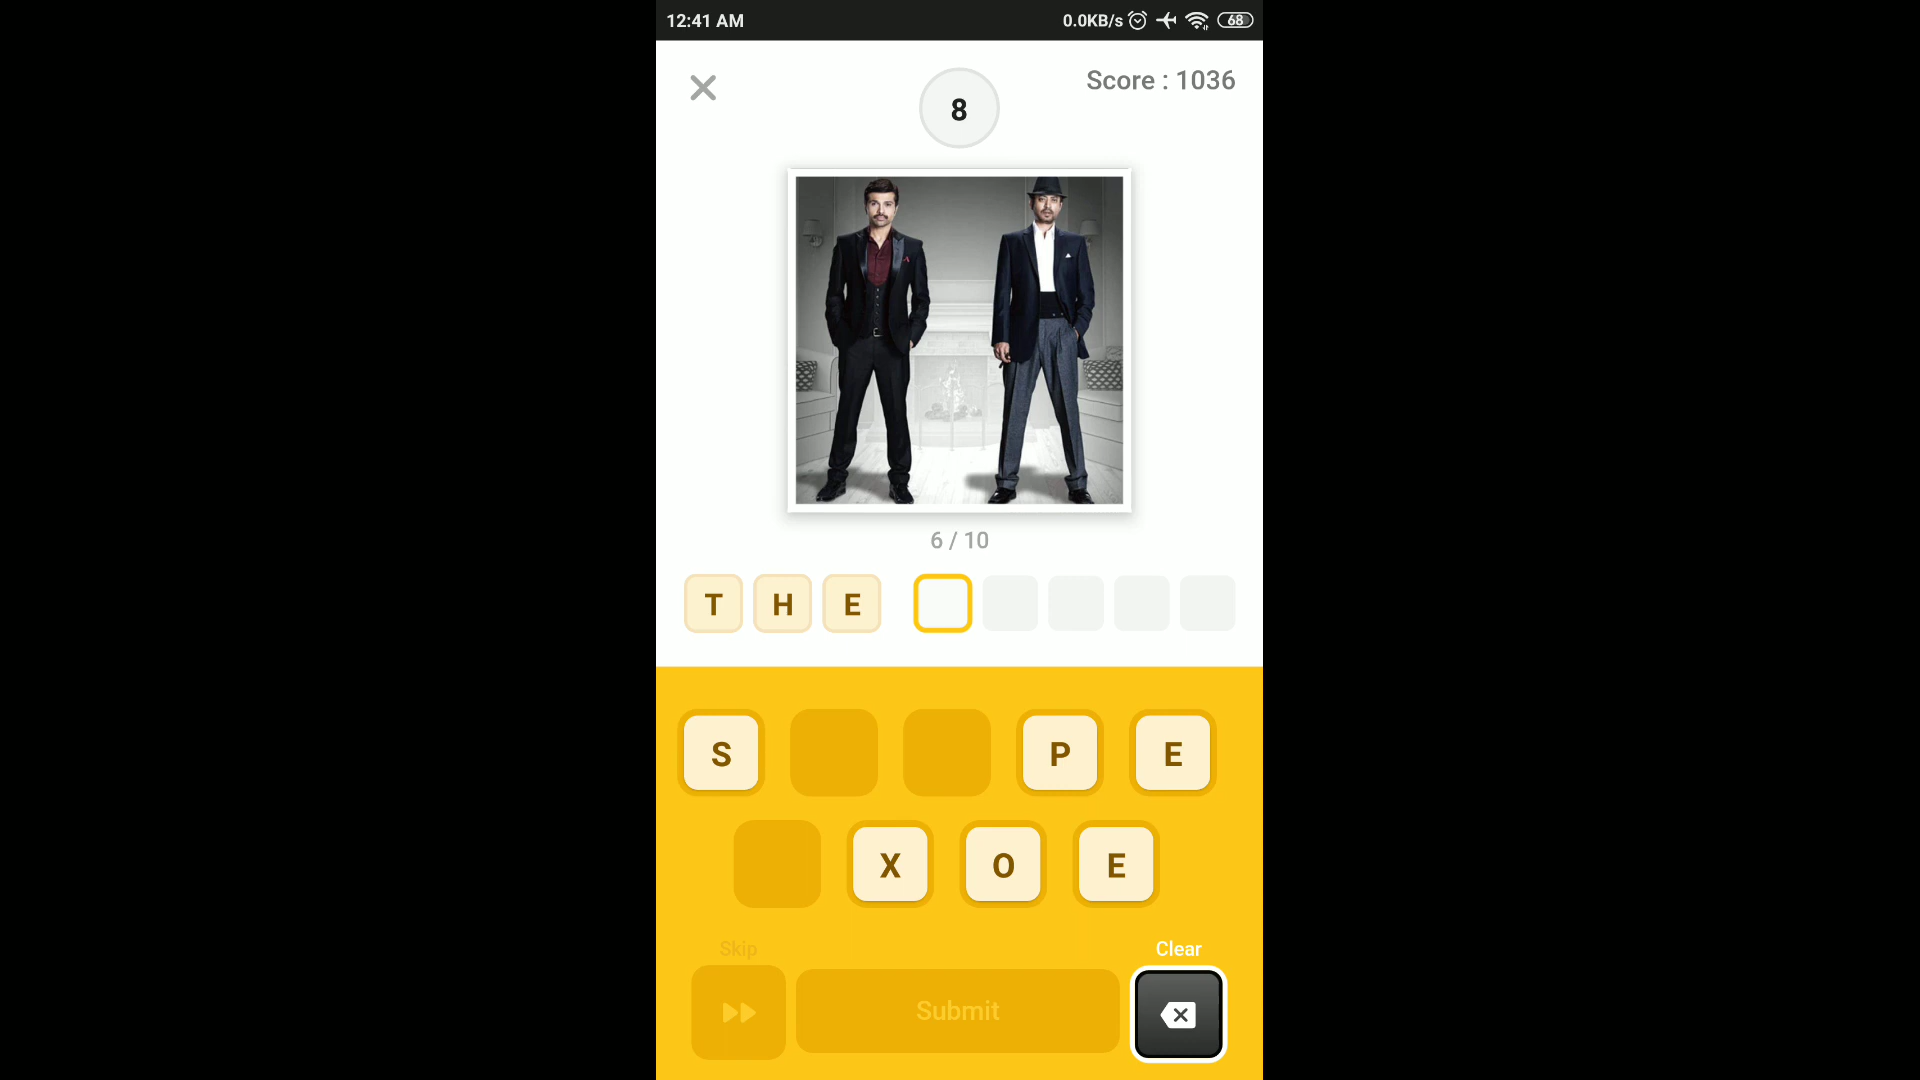 12:41 AM 0.0KB/s 68
Score : 1036
8
6 / 10
T H E
S P E
X O E
Skip Clear
Submit